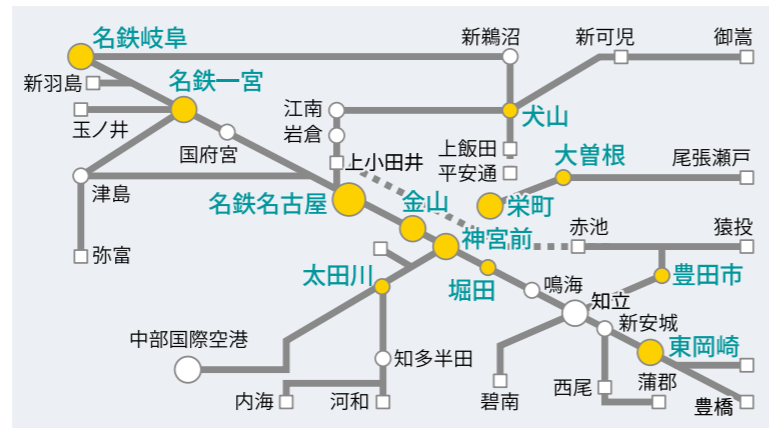 名鉄岐阜
新鵜沼
新可児
御嵩
新羽島
名鉄一宮
江南
犬山
玉ノ井
岩倉
国府宮
上小田井
上飯田
平安通
大曽根
尾張瀬戸
津島
名鉄名古屋
金山
栄町
赤池
猿投
弥富
神宮前
太田川
堀田
鳴海
豊田市
知立
新安城
中部国際空港
知多半田
東岡崎
内海
河和
碧南
西尾
蒲郡
豊橋